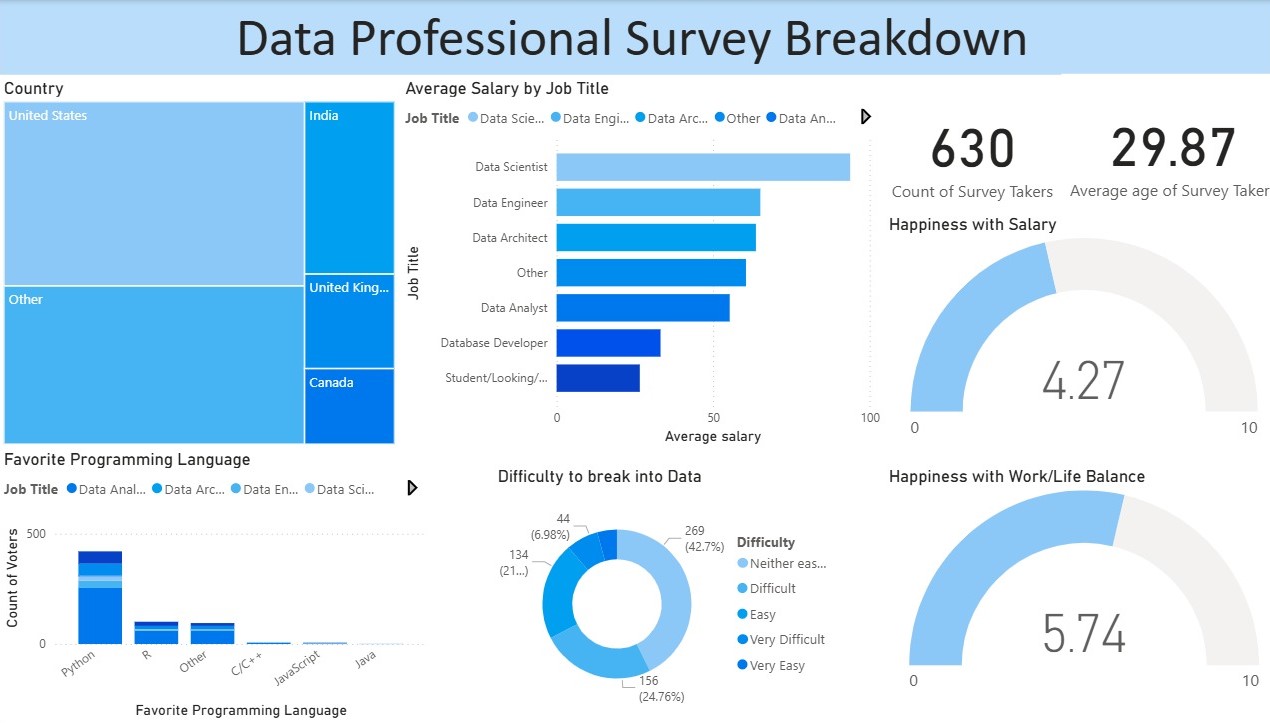 Data Professional Survey Breakdown
Country
United States
India
Other
United King...
Canada
Average Salary by Job Title
Job Title Data Scie... Data Engi... Data Arc... Other Data An...
Job Title
Data Scientist
Data Engineer
Data Architect
Other
Data Analyst
Database Developer
Student/Looking/...
0 50 100
Average salary
630
Count of Survey Takers
29.87
Average age of Survey Taker
Happiness with Salary
4.27
0 10
Favorite Programming Language
Job Title Data Anal... Data Arc... Data En... Data Sci...
Count of Voters
500
0
Python R Other C/C++ JavaScript Java
Favorite Programming Language
Difficulty to break into Data
44
(6.98%)
269
(42.7%)
134
(21...)
156
(24.76%)
Difficulty
Neither eas...
Difficult
Easy
Very Difficult
Very Easy
Happiness with Work/Life Balance
5.74
0 10